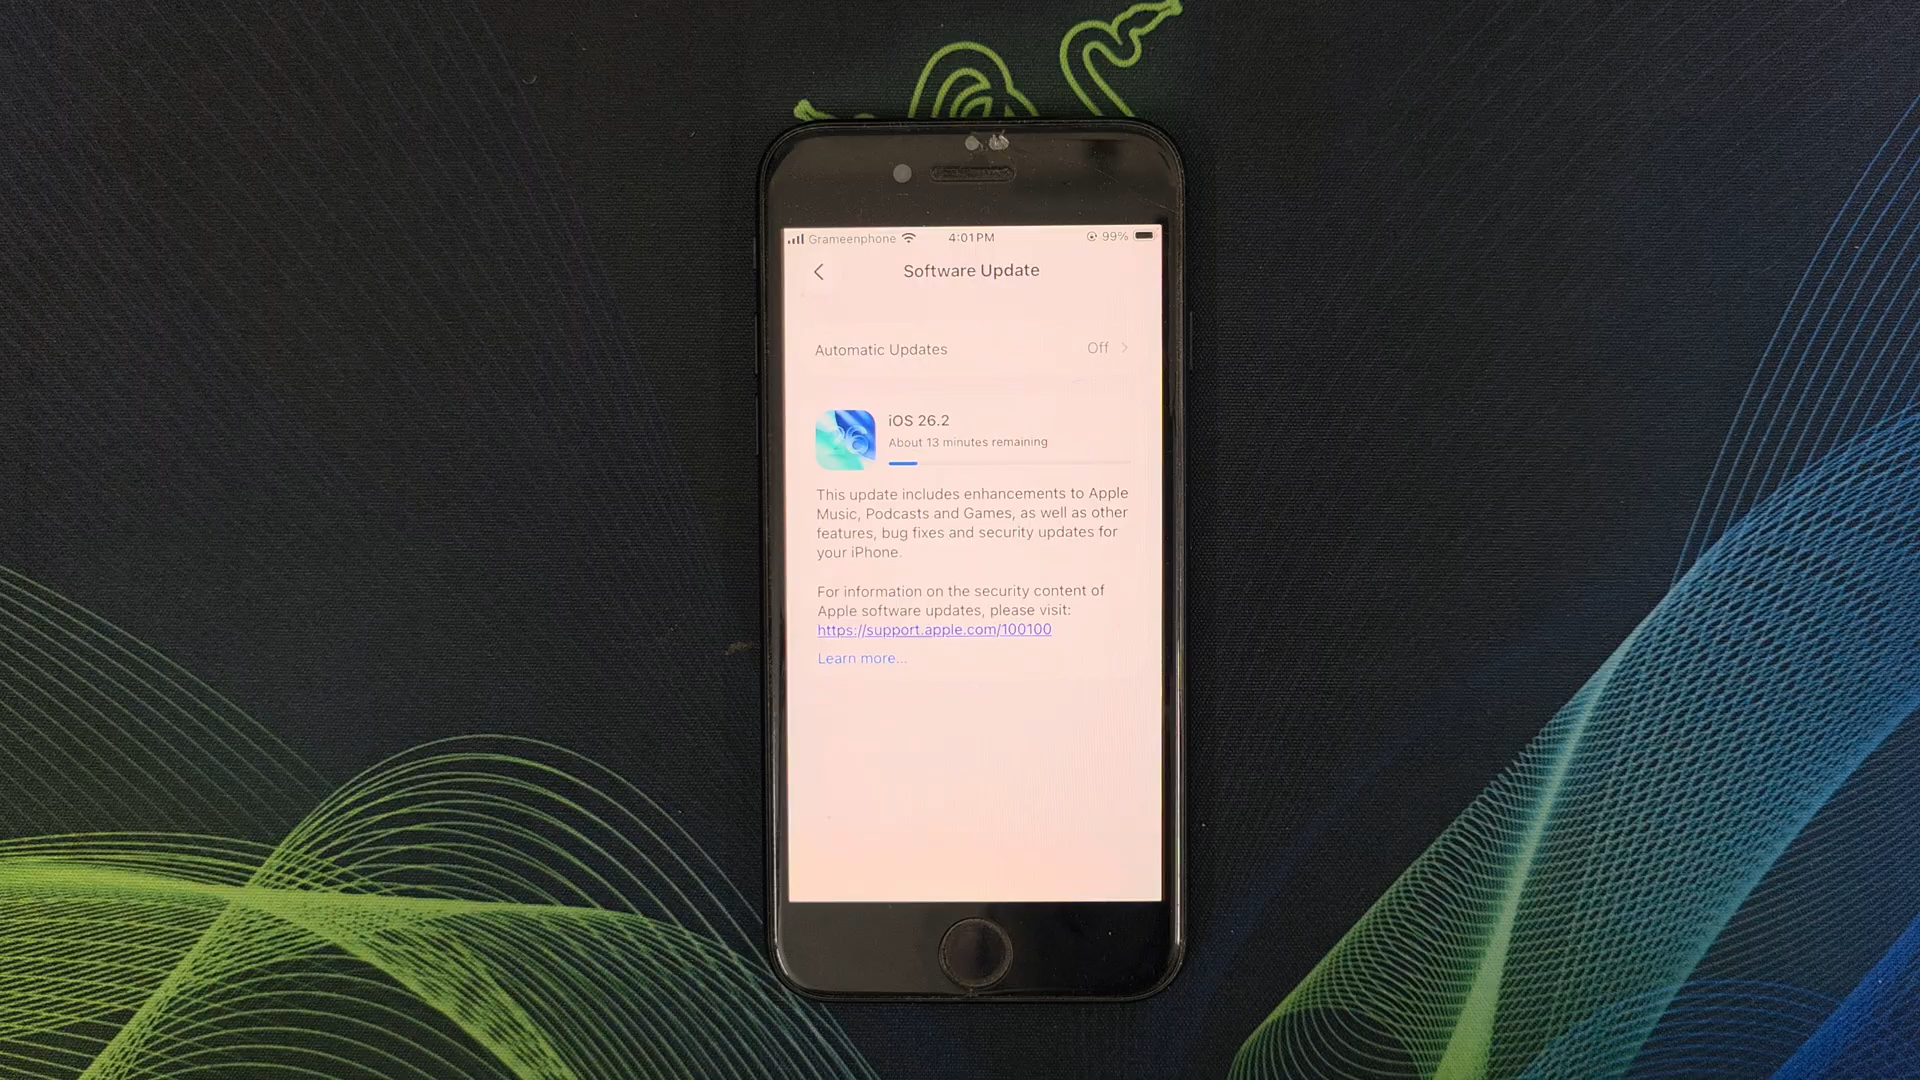 Grameenphone 4:01 PM 99%
Software Update
Automatic Updates Off
iOS 26.2
About 13 minutes remaining
This update includes enhancements to Apple
Music, Podcasts and Games, as well as other
features, bug fixes and security updates for
your iPhone.
For information on the security content of
Apple software updates, please visit:
https://support.apple.com/100100
Learn more...